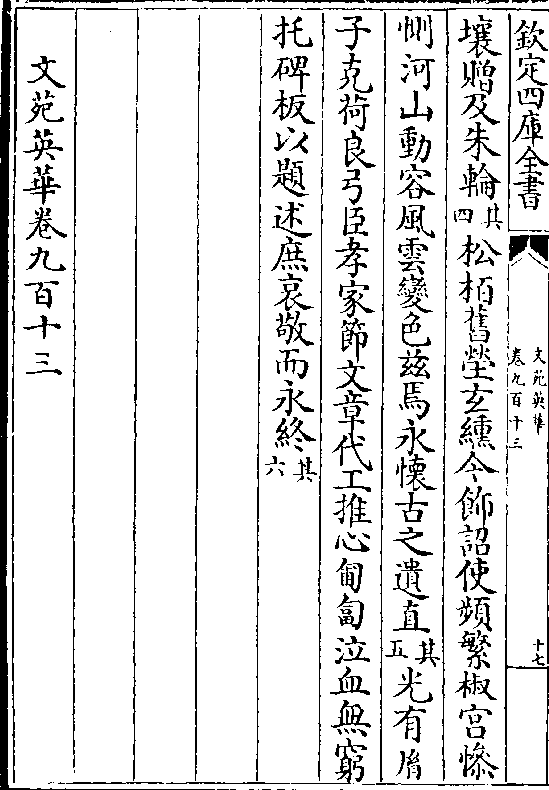 欽定四庫全書
文苑英華
卷九百十三
十七
壤贈及朱輪其四松栢舊塋玄纁今飾詔使頻繁椒宫慘
惻河山動容風雲變色兹焉永懷古之遺直其五光有胤
子克荷良弓臣孝家節文章代工推心匍匐泣血無窮
托碑板以題述庶哀敬而永終其六
文苑英華卷九百十三